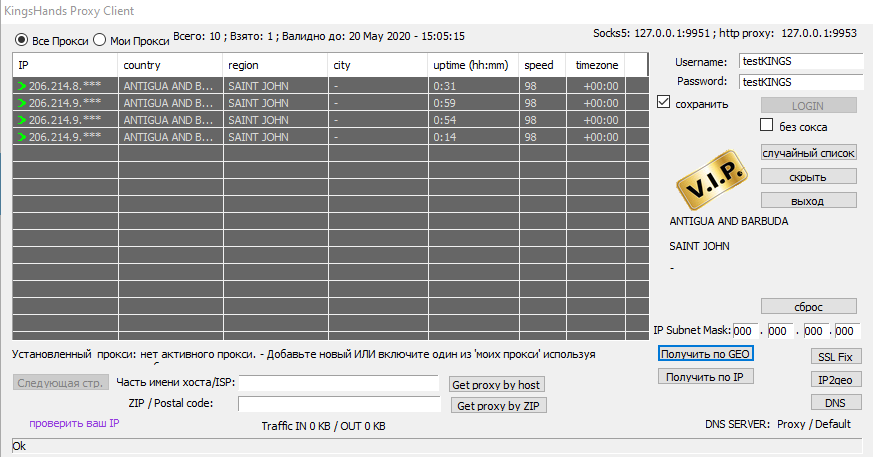 KingsHands Proxy Client
Все Прокси Мои Прокси Всего: 10 ; Взято: 1 ; Валидно до: 20 May 2020 - 15:05:15
Socks5: 127.0.0.1:9951 ; http proxy: 127.0.0.1:9953
IP country region city uptime (hh:mm) speed timezone
206.214.8.*** ANTIGUA AND B... SAINT JOHN - 0:31 98 +00:00
206.214.9.*** ANTIGUA AND B... SAINT JOHN - 0:59 98 +00:00
206.214.9.*** ANTIGUA AND B... SAINT JOHN - 0:54 98 +00:00
206.214.9.*** ANTIGUA AND B... SAINT JOHN - 0:14 98 +00:00
Username: testKINGS
Password: testKINGS
сохранить LOGIN
без сокса
случайный список
V.I.P.
скрыть
выход
ANTIGUA AND BARBUDA
SAINT JOHN
-
сброс
IP Subnet Mask: 000 . 000 . 000 . 000
Установленный прокси: нет активного прокси. - Добавьте новый ИЛИ включите один из 'моих прокси' используя
Получить по GEO SSL Fix
Следующая стр. Часть имени хоста/ISP: Get proxy by host
Получить по IP IP2geo
ZIP / Postal code: Get proxy by ZIP
DNS
проверить ваш IP Traffic IN 0 KB / OUT 0 KB DNS SERVER: Proxy / Default
Ok